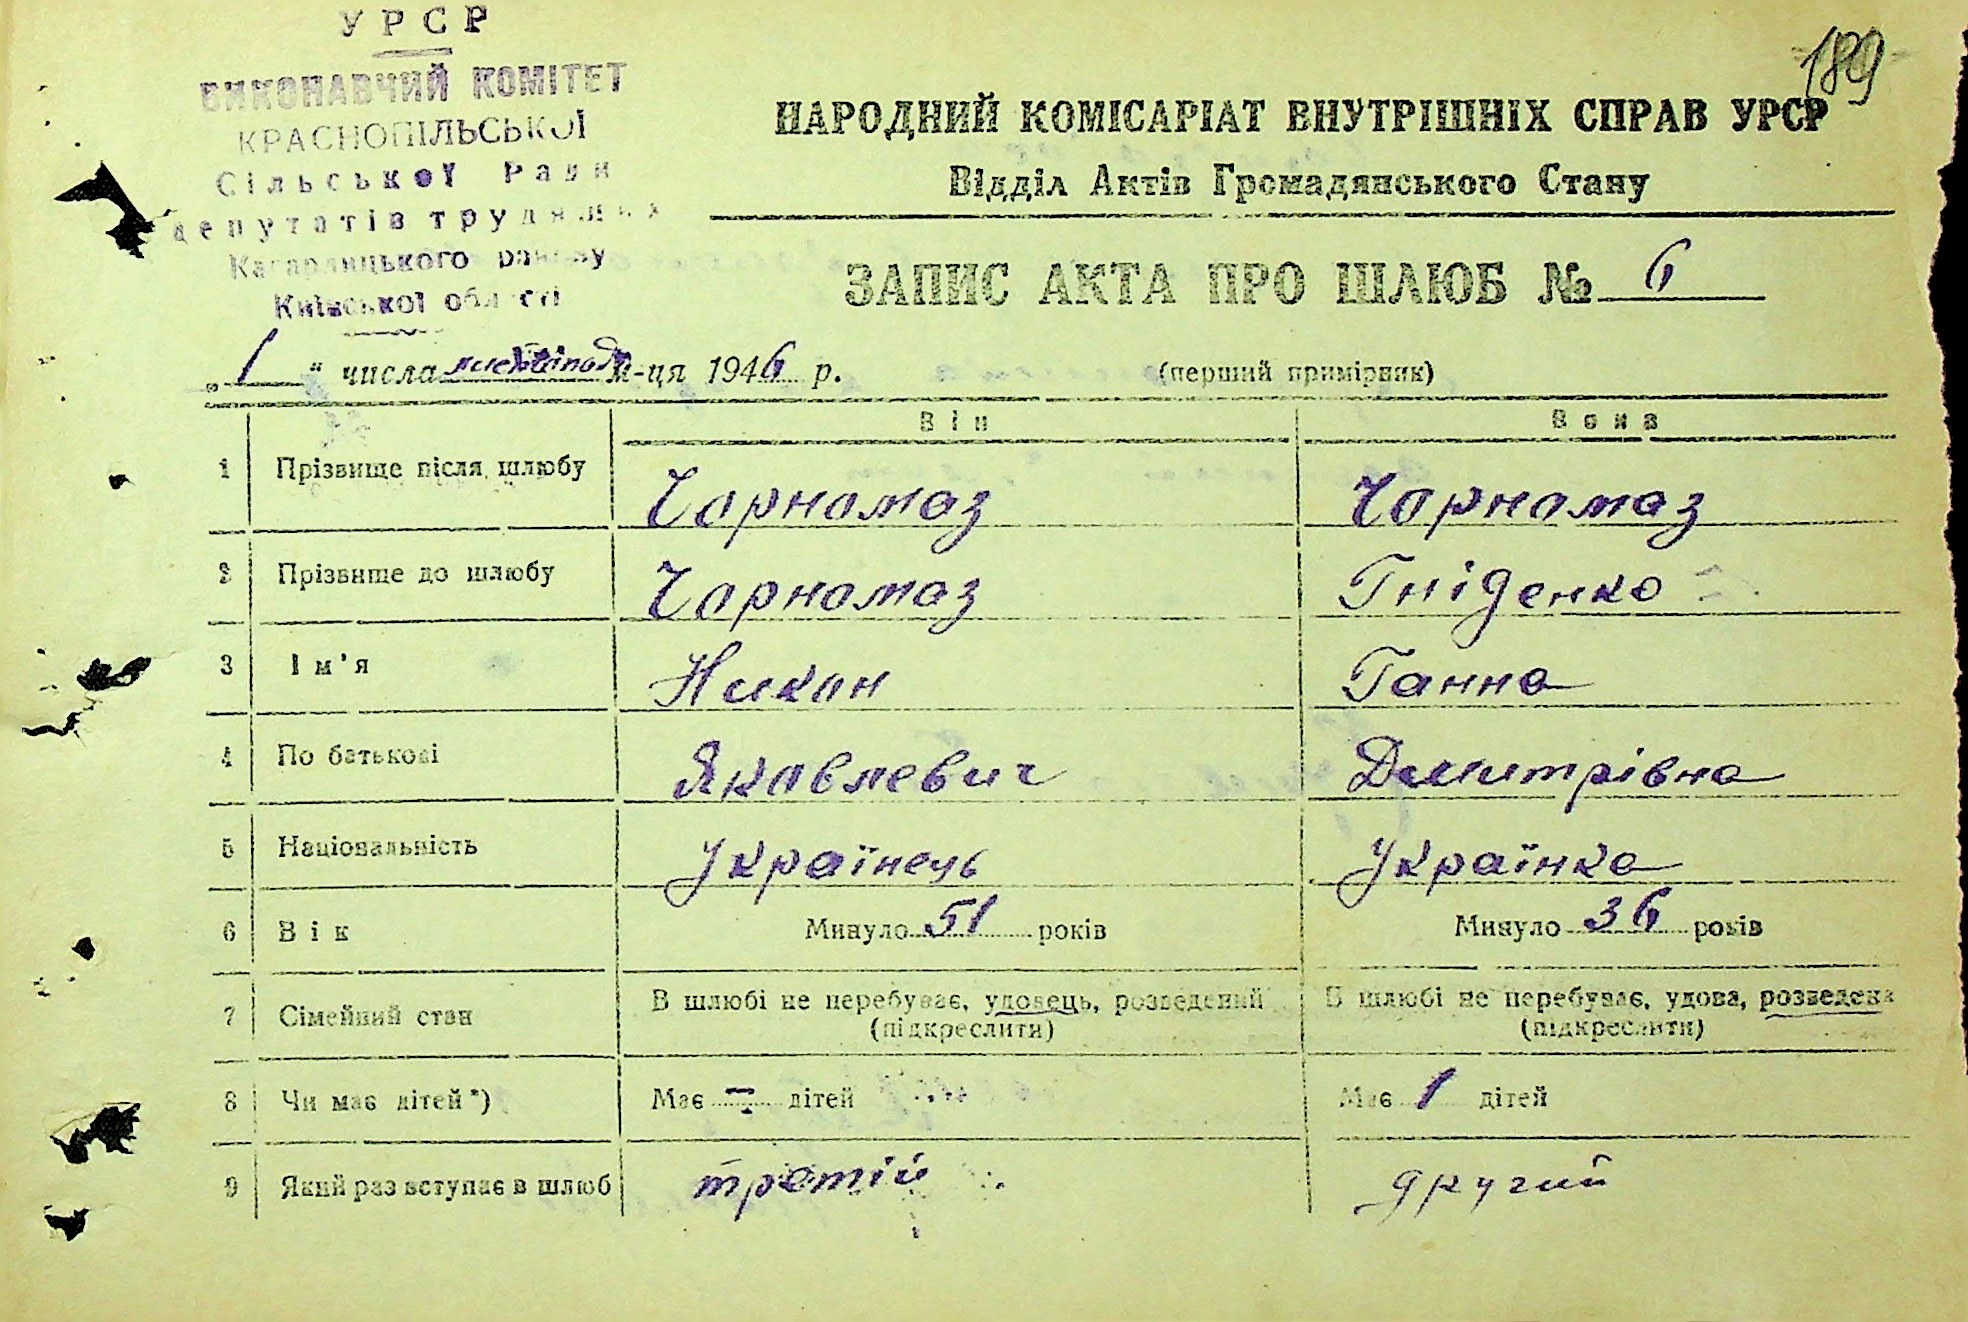 189
УРСР
ВИКОНАВЧИЙ КОМІТЕТ
КРАСНОПІЛЬСЬКОЇ
Сільської Ради
депутатів трудящих
Кагарлицького району
Київської області
НАРОДНИЙ КОМІСАРІАТ ВНУТРІШНІХ СПРАВ УРСР
Відділ Актів Громадянського Стану
ЗАПИС АКТА ПРО ШЛЮБ № 6
„1“ числа листопада м-ця 1946 р. (перший примірник)
Він Вона
1 Прізвище після шлюбу Чорномаз Чорномаз
2 Прізвище до шлюбу Чорномаз Гніденко
3 Ім'я Никон Ганна
4 По батькові Яковлевич Дмитрівна
5 Національність Українець Українка
6 Вік Минуло 51 років Минуло 36 років
7 Сімейний стан В шлюбі не перебуває, удовець, розведений В шлюбі не перебуває, удова, розведена
(підкреслити) (підкреслити)
8 Чи має дітей*) Має — дітей Має 1 дітей
9 Який раз вступає в шлюб третій другий